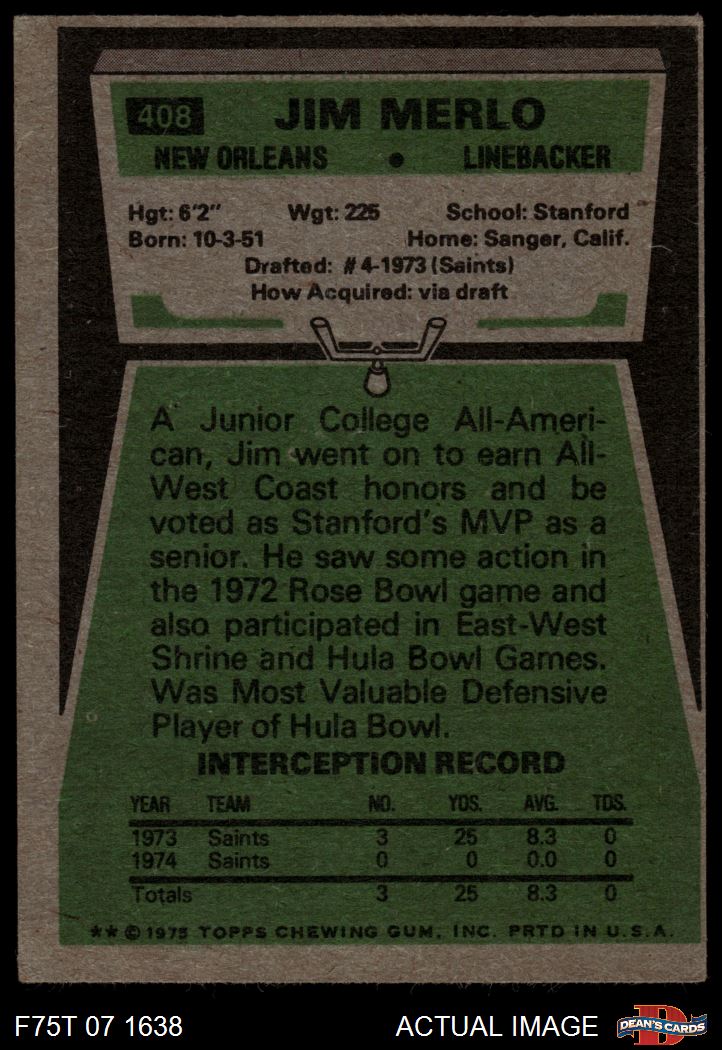 408 JIM MERLO
NEW ORLEANS • LINEBACKER
Hgt: 6'2" Wgt: 225 School: Stanford
Born: 10-3-51 Home: Sanger, Calif.
Drafted: #4-1973 (Saints)
How Acquired: via draft
A Junior College All-Ameri-
can, Jim went on to earn All-
West Coast honors and be
voted as Stanford's MVP as a
senior. He saw some action in
the 1972 Rose Bowl game and
also participated in East-West
Shrine and Hula Bowl Games.
Was Most Valuable Defensive
Player of Hula Bowl.
INTERCEPTION RECORD
YEAR TEAM NO. YDS. AVG. TDS.
1973 Saints 3 25 8.3 0
1974 Saints 0 0 0.0 0
Totals 3 25 8.3 0
** © 1975 TOPPS CHEWING GUM, INC. PRTD IN U.S.A.
F75T 07 1638 ACTUAL IMAGE D DEAN'S CARDS